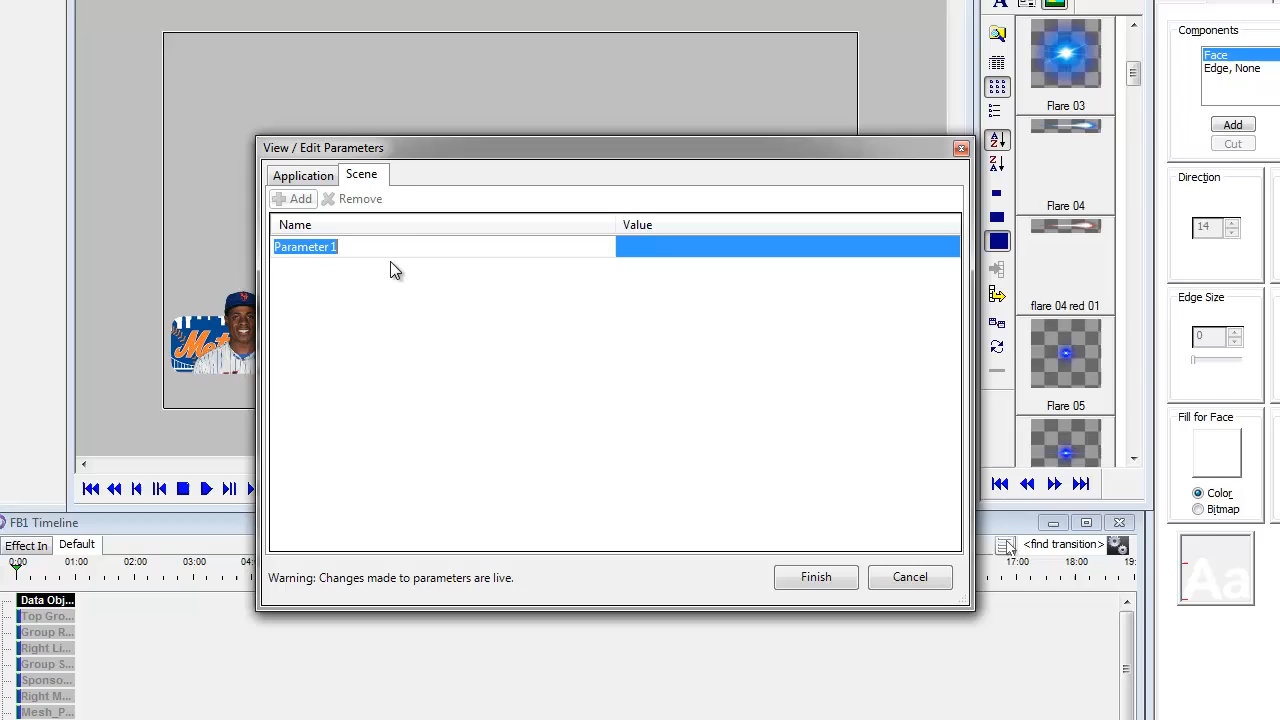 Components
Face
Edge, None
Flare 03
Add
View / Edit Parameters
Cut
Application
Scene
Direction
Add
Remove
Flare 04
Name
Value
14
Parameter 1
Edge Size
flare 04 red 01
Mets
0
Flare 05
Fill for Face
Color
Bitmap
FB1 Timeline
Effect In
Default
<find transition>
0:00
01:00
02:00
03:00
04:
17:00
18:00
19:
Warning: Changes made to parameters are live.
Finish
Cancel
Aa
Data Obj...
Top Gro...
Group R...
Right Li...
Group S...
Sponso...
Right M...
Mesh_P...